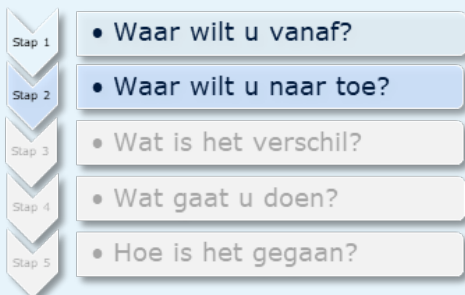 Stap 1 • Waar wilt u vanaf?
Stap 2 • Waar wilt u naar toe?
Stap 3 • Wat is het verschil?
Stap 4 • Wat gaat u doen?
Stap 5 • Hoe is het gegaan?